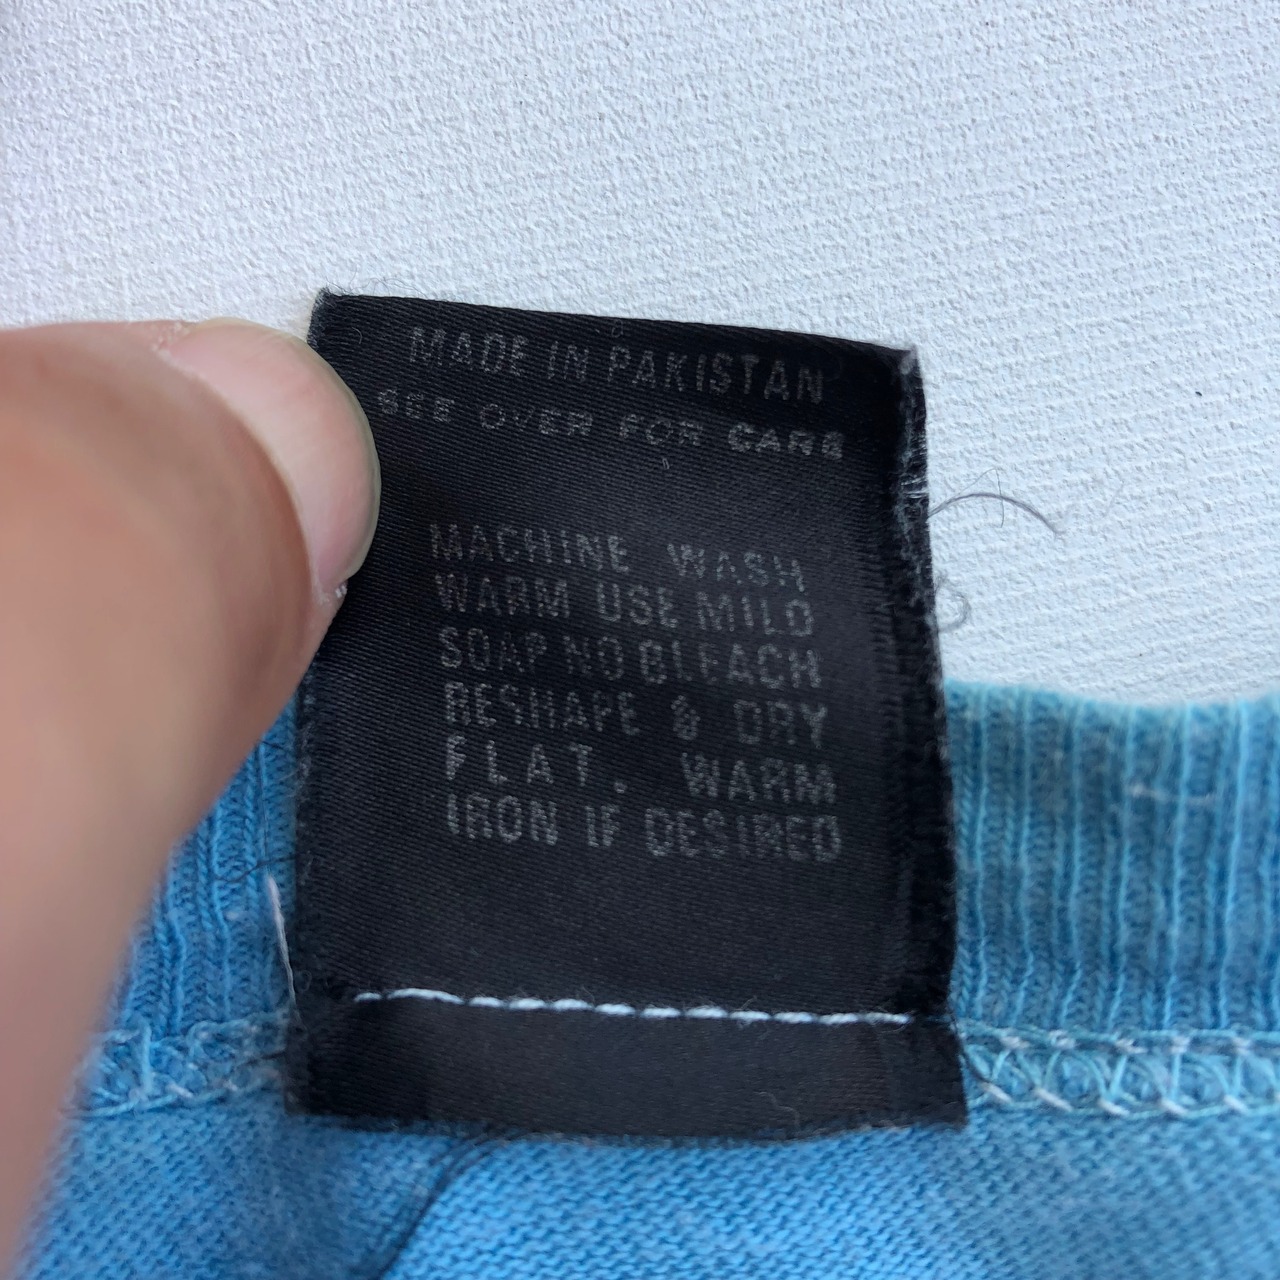 MADE IN PAKISTAN
SEE OVER FOR CARE
MACHINE WASH
WARM USE MILD
SOAP NO BLEACH
RESHAPE & DRY
FLAT. WARM
IRON IF DESIRED